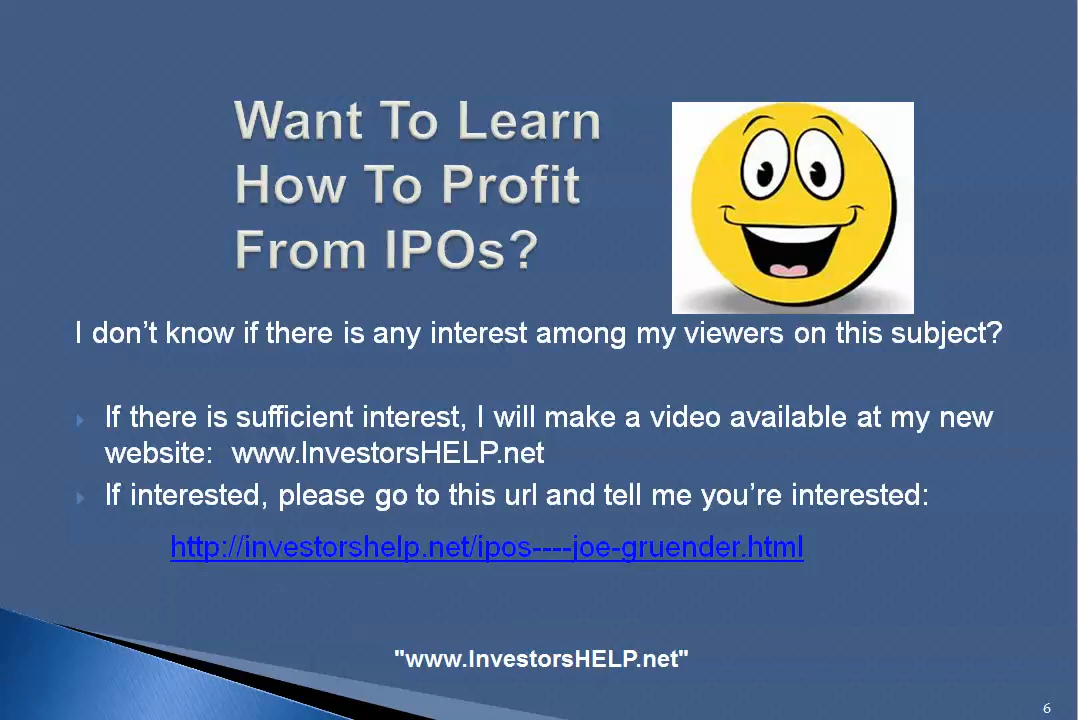 Want To Learn
How To Profit
From IPOs?
I don't know if there is any interest among my viewers on this subject?
If there is sufficient interest, I will make a video available at my new
website:  www.InvestorsHELP.net
If interested, please go to this url and tell me you're interested:
http://investorshelp.net/ipos----joe-gruender.html
"www.InvestorsHELP.net"
6